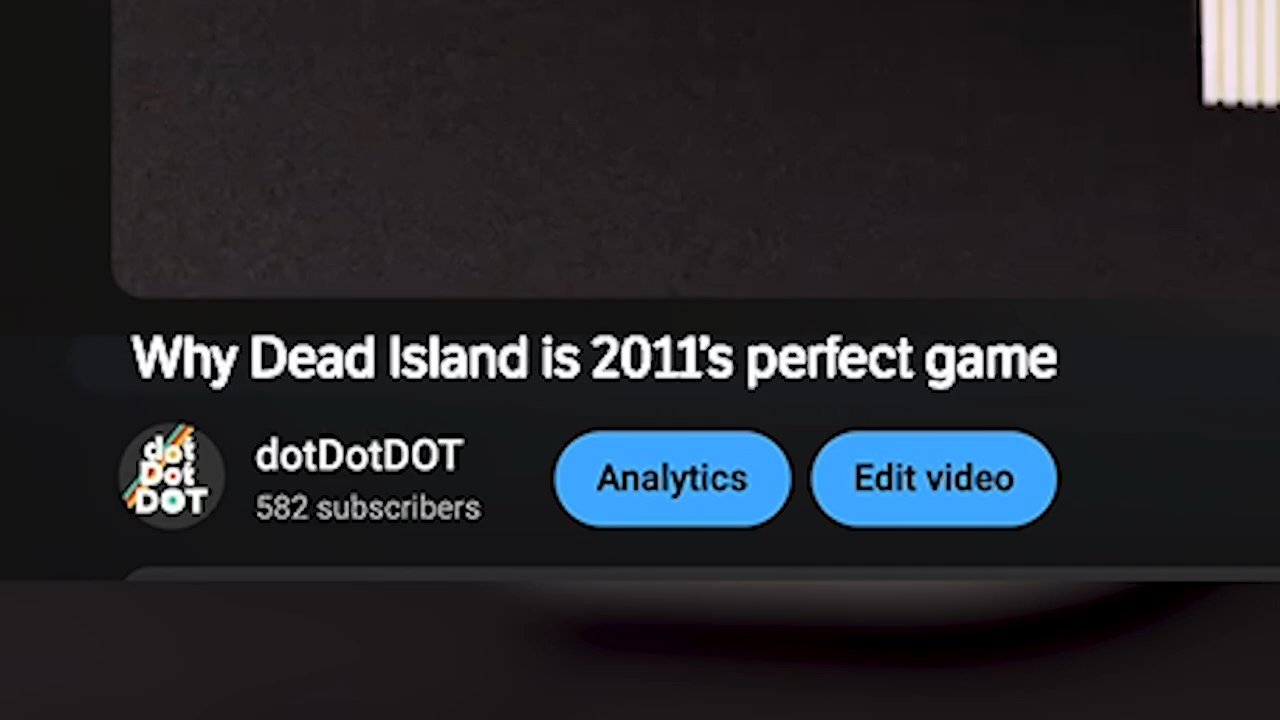 Why Dead Island is 2011's perfect game
dot
Dot
DOT
dotDotDOT
582 subscribers
Analytics
Edit video